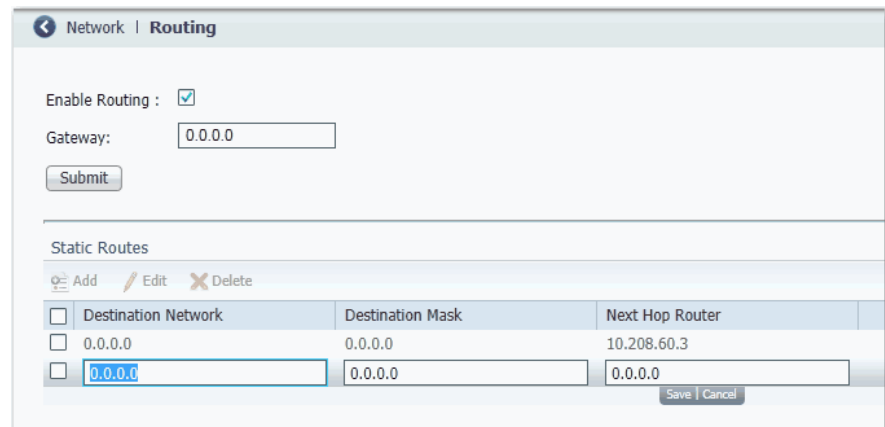 Network | Routing
Enable Routing :
Gateway: 0.0.0.0
Submit
Static Routes
Add Edit Delete
Destination Network Destination Mask Next Hop Router
0.0.0.0 0.0.0.0 10.208.60.3
0.0.0.0 0.0.0.0 0.0.0.0
Save | Cancel